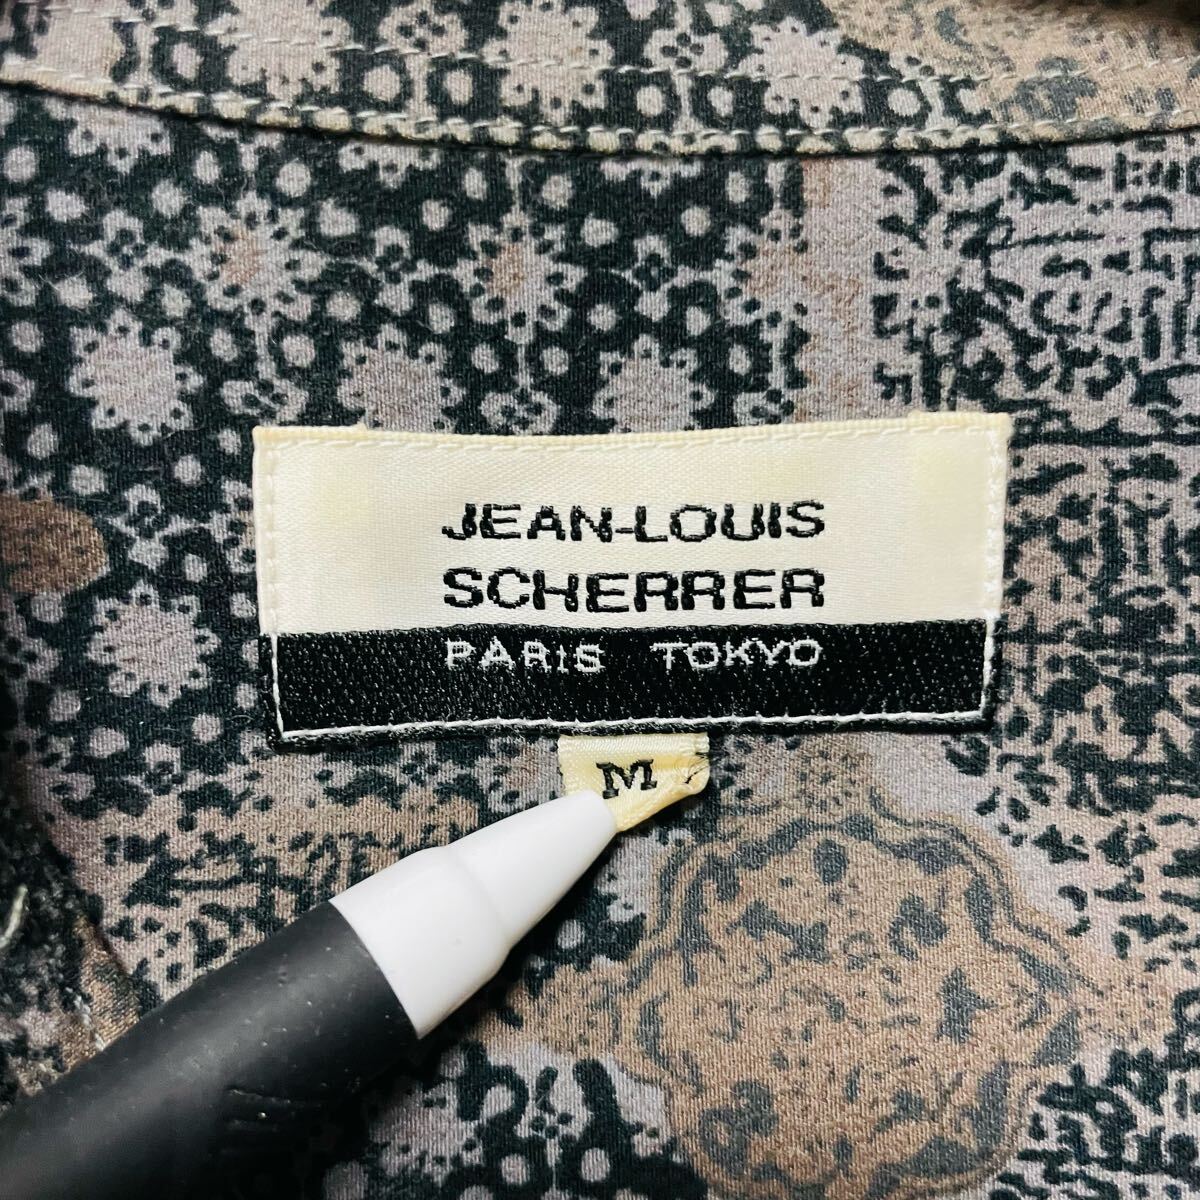 JEAN-LOUIS
SCHERRER
PARIS TOKYO
M